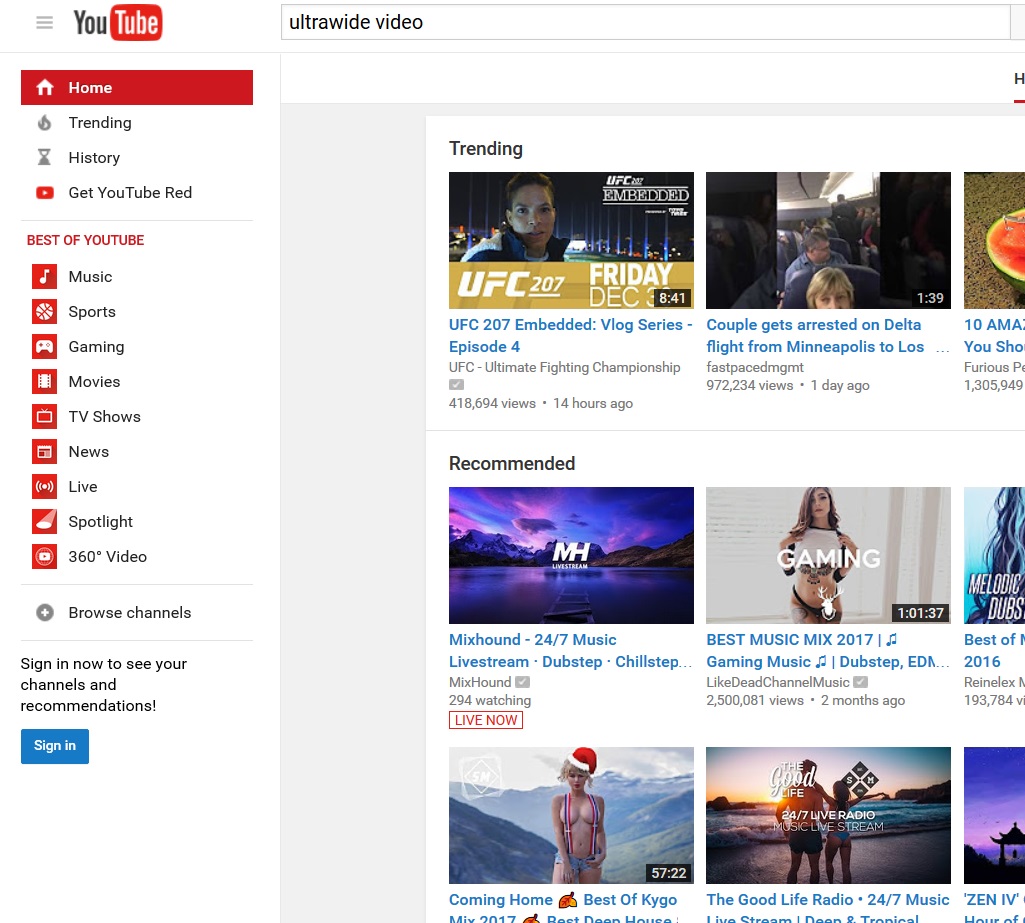 YouTube
ultrawide video
Home
Trending
History
Get YouTube Red
BEST OF YOUTUBE
Music
Sports
Gaming
Movies
TV Shows
News
Live
Spotlight
360° Video
Browse channels
Sign in now to see your
channels and
recommendations!
Sign in
H
Trending
UFC 207
EMBEDDED
UFC 207
FRIDAY
DEC 3
8:41
UFC 207 Embedded: Vlog Series -
Episode 4
UFC - Ultimate Fighting Championship
418,694 views • 14 hours ago
1:39
Couple gets arrested on Delta
flight from Minneapolis to Los ...
fastpacedmgmt
972,234 views • 1 day ago
10 AMAZ
You Shou
Furious Pe
1,305,949
Recommended
MH
LIVESTREAM
Mixhound - 24/7 Music
Livestream · Dubstep · Chillstep...
MixHound
294 watching
LIVE NOW
GAMING
1:01:37
BEST MUSIC MIX 2017 | ♫
Gaming Music ♫ | Dubstep, EDM...
LikeDeadChannelMusic
2,500,081 views • 2 months ago
MELODIC
DUBST
Best of M
2016
Reinelex M
193,784 vi
SM
57:22
Coming Home 🍂 Best Of Kygo
Mix 2017 🍂 Best Deep House
THE
Good
LIFE
S M
24/7 LIVE RADIO
MUSIC LIVE STREAM
The Good Life Radio • 24/7 Music
Live Stream | Deep & Tropical
'ZEN IV'
Hour of